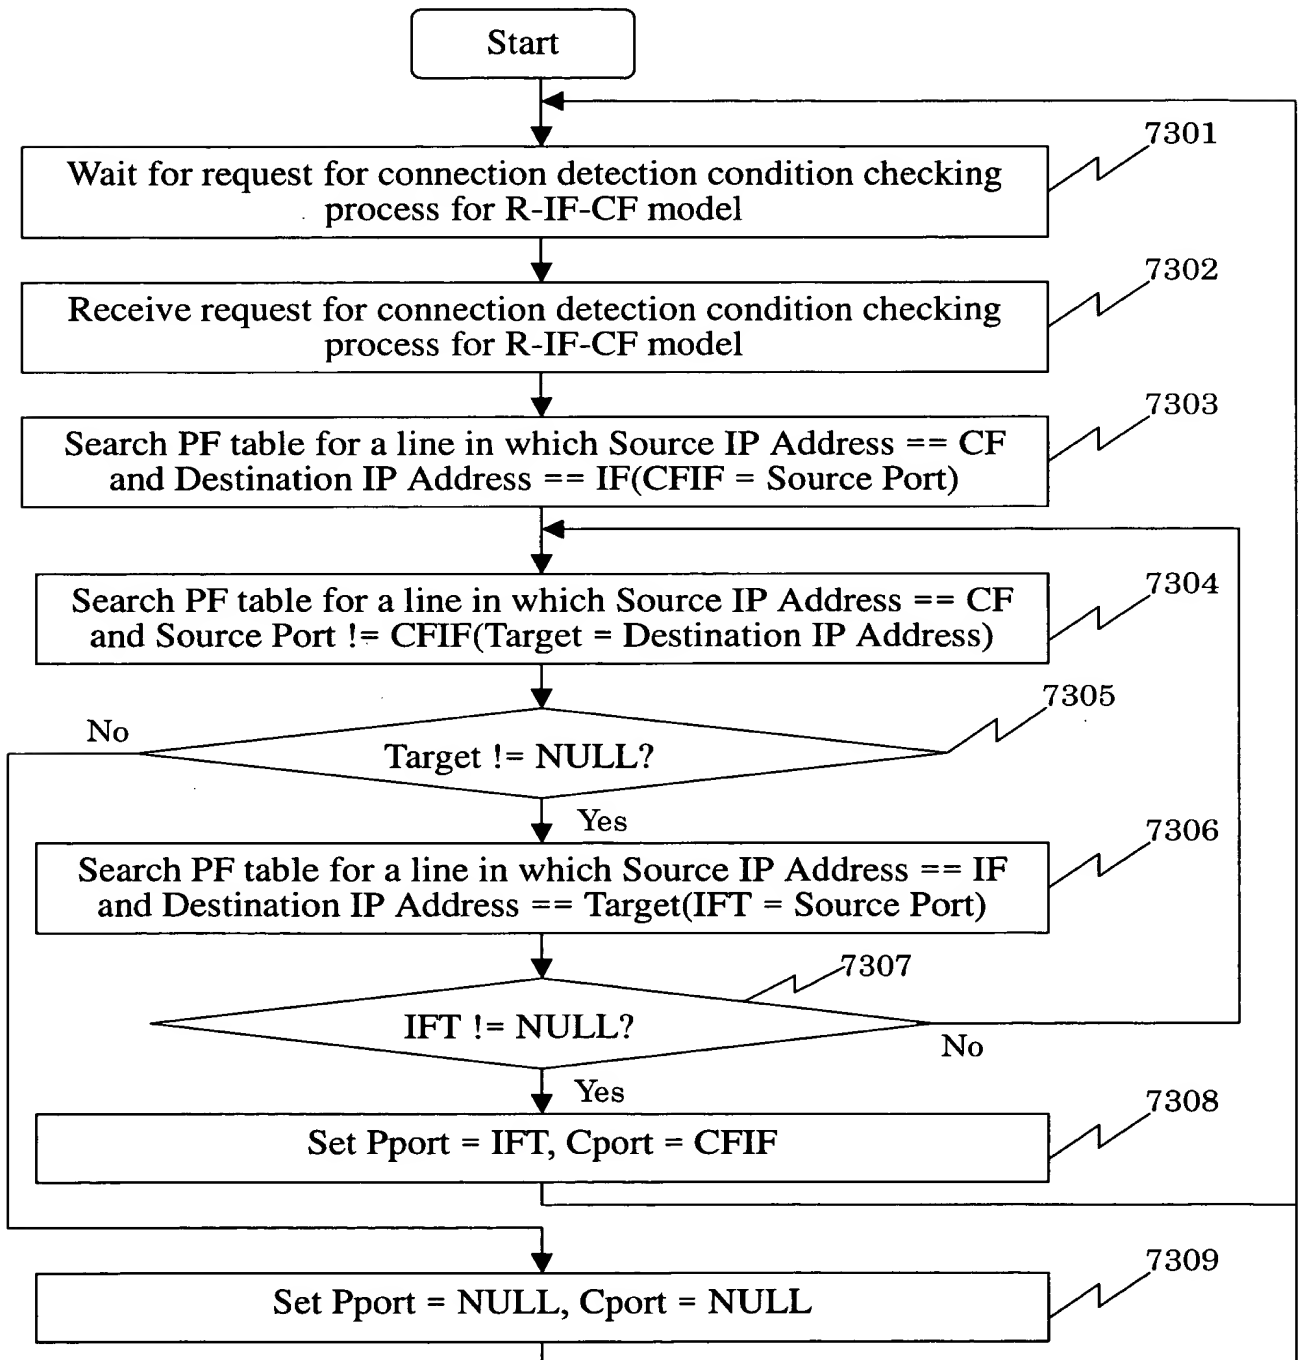 Start
7301
Wait for request for connection detection condition checking
process for R-IF-CF model
7302
Receive request for connection detection condition checking
process for R-IF-CF model
7303
Search PF table for a line in which Source IP Address == CF
and Destination IP Address == IF(CFIF = Source Port)
7304
Search PF table for a line in which Source IP Address == CF
and Source Port != CFIF(Target = Destination IP Address)
7305
No
Target != NULL?
Yes
7306
Search PF table for a line in which Source IP Address == IF
and Destination IP Address == Target(IFT = Source Port)
7307
IFT != NULL?
No
Yes
7308
Set Pport = IFT, Cport = CFIF
7309
Set Pport = NULL, Cport = NULL